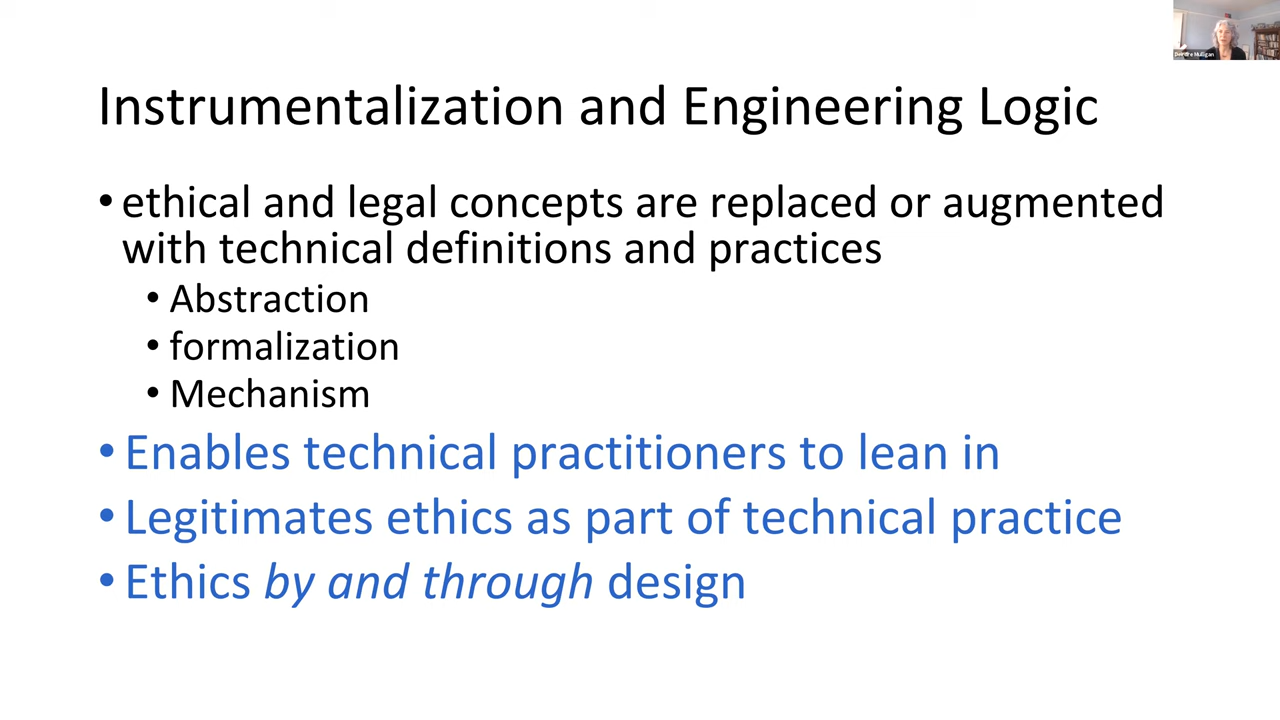 Deirdre Mulligan
Instrumentalization and Engineering Logic
• ethical and legal concepts are replaced or augmented
with technical definitions and practices
• Abstraction
• formalization
• Mechanism
• Enables technical practitioners to lean in
• Legitimates ethics as part of technical practice
• Ethics by and through design